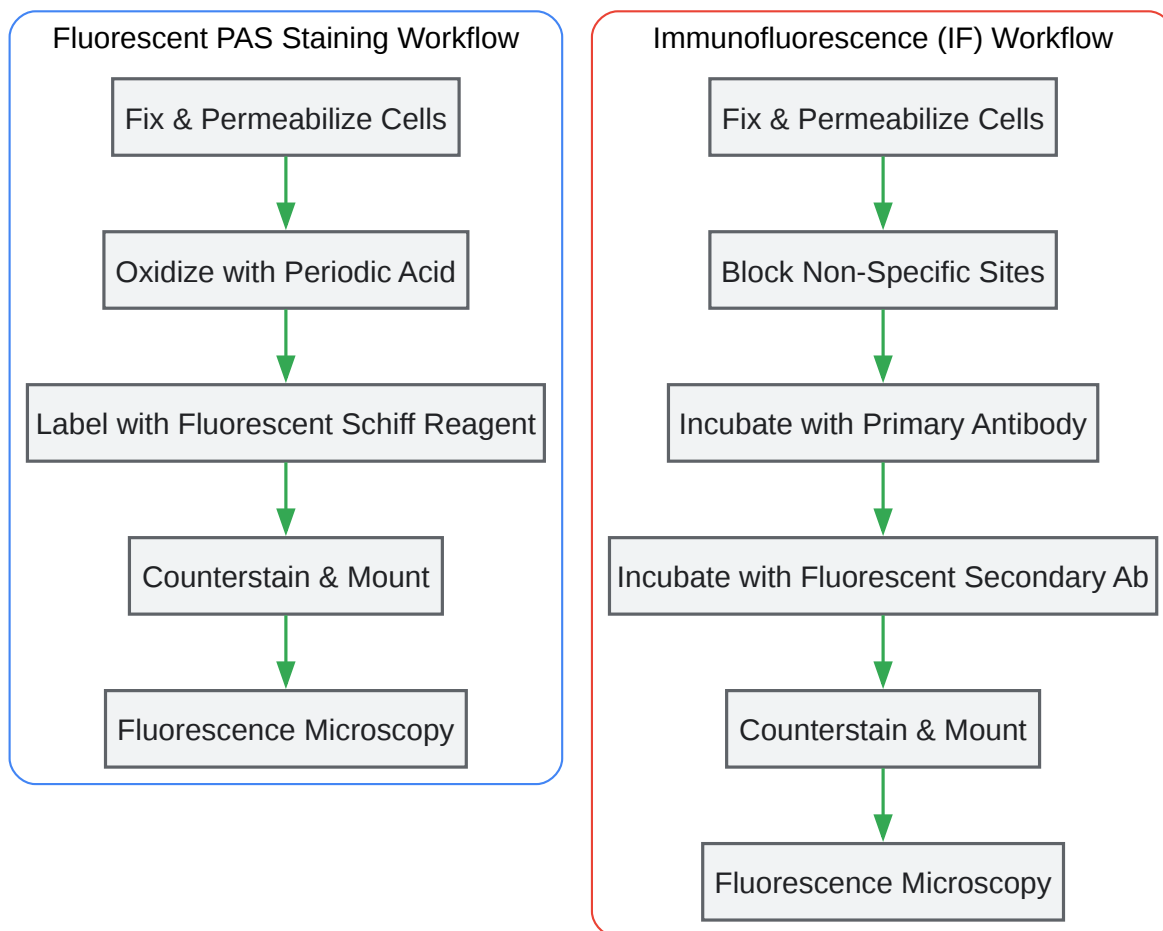 Fluorescent PAS Staining Workflow
Fix & Permeabilize Cells
Oxidize with Periodic Acid
Label with Fluorescent Schiff Reagent
Counterstain & Mount
Fluorescence Microscopy
Immunofluorescence (IF) Workflow
Fix & Permeabilize Cells
Block Non-Specific Sites
Incubate with Primary Antibody
Incubate with Fluorescent Secondary Ab
Counterstain & Mount
Fluorescence Microscopy